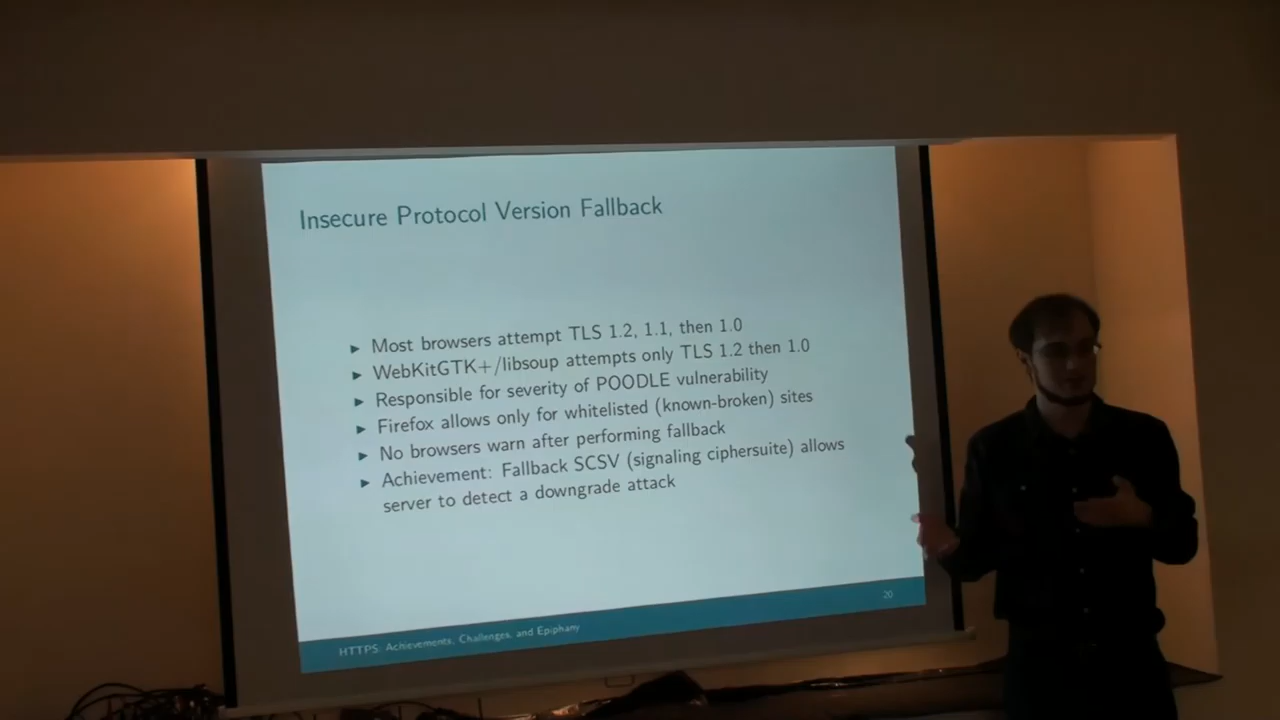 Insecure Protocol Version Fallback
► Most browsers attempt TLS 1.2, 1.1, then 1.0
► WebKitGTK+/libsoup attempts only TLS 1.2 then 1.0
► Responsible for severity of POODLE vulnerability
► Firefox allows only for whitelisted (known-broken) sites
► No browsers warn after performing fallback
► Achievement: Fallback SCSV (signaling ciphersuite) allows
server to detect a downgrade attack
20
HTTPS: Achievements, Challenges, and Epiphany